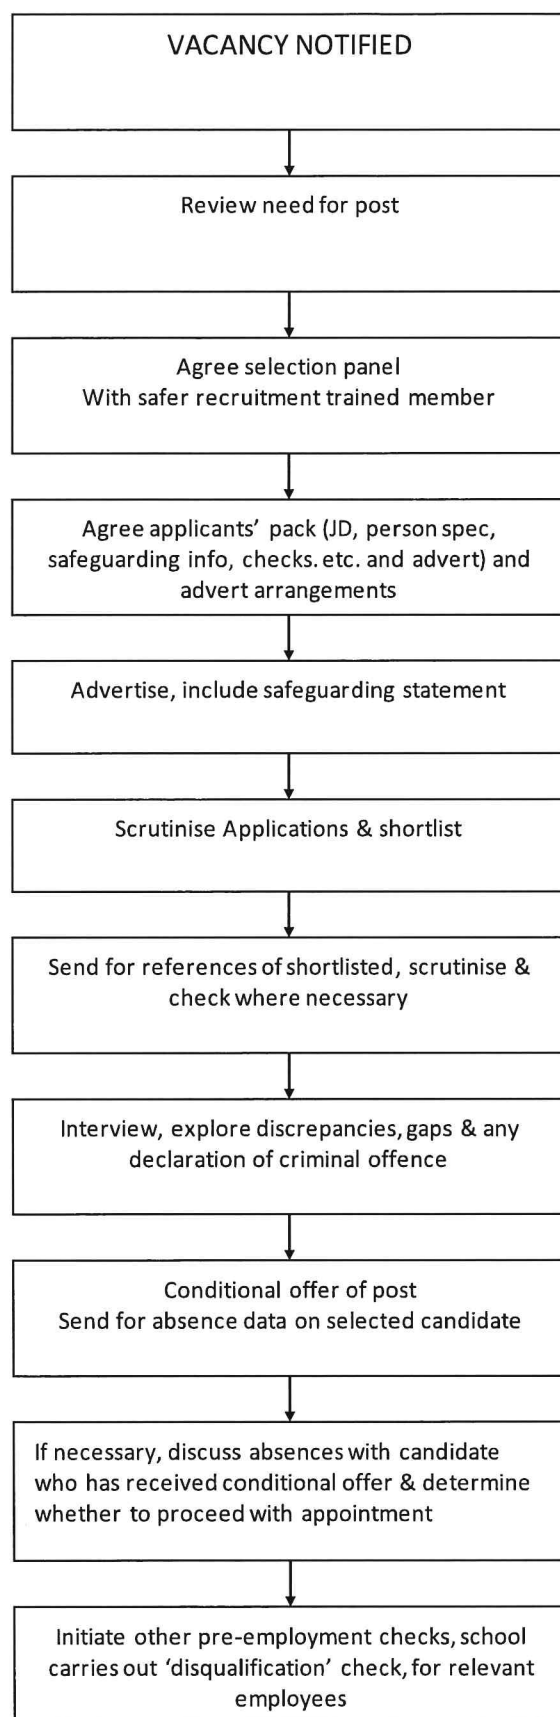 VACANCY NOTIFIED
Review need for post
Agree selection panel
With safer recruitment trained member
Agree applicants' pack (JD, person spec,
safeguarding info, checks. etc. and advert) and
advert arrangements
Advertise, include safeguarding statement
Scrutinise Applications & shortlist
Send for references of shortlisted, scrutinise &
check where necessary
Interview, explore discrepancies, gaps & any
declaration of criminal offence
Conditional offer of post
Send for absence data on selected candidate
If necessary, discuss absences with candidate
who has received conditional offer & determine
whether to proceed with appointment
Initiate other pre-employment checks, school
carries out 'disqualification' check, for relevant
employees